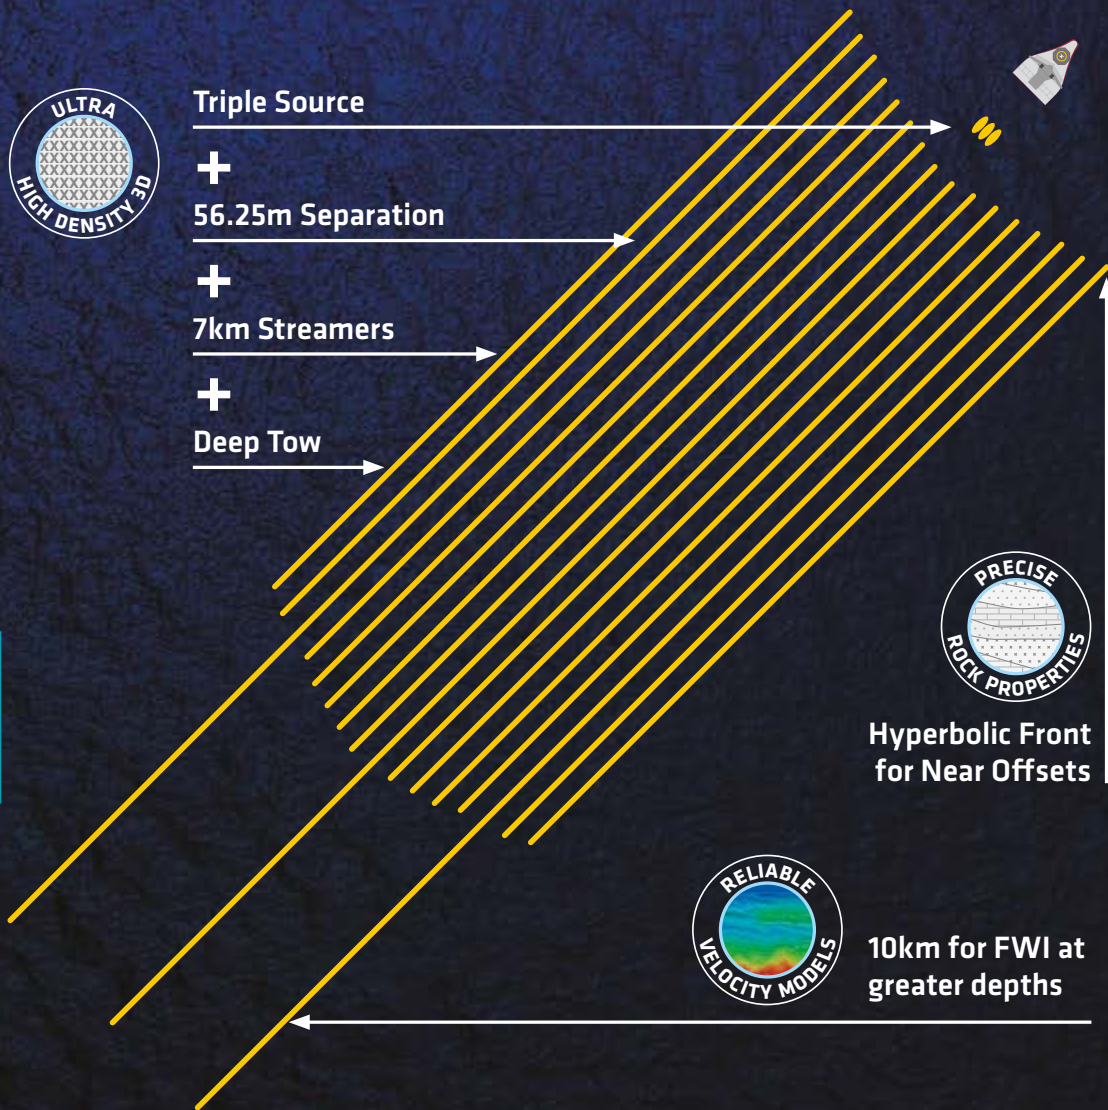 ULTRA
HIGH DENSITY 3D
Triple Source
+
56.25m Separation
+
7km Streamers
+
Deep Tow
PRECISE
ROCK PROPERTIES
Hyperbolic Front
for Near Offsets
RELIABLE
VELOCITY MODELS
10km for FWI at
greater depths